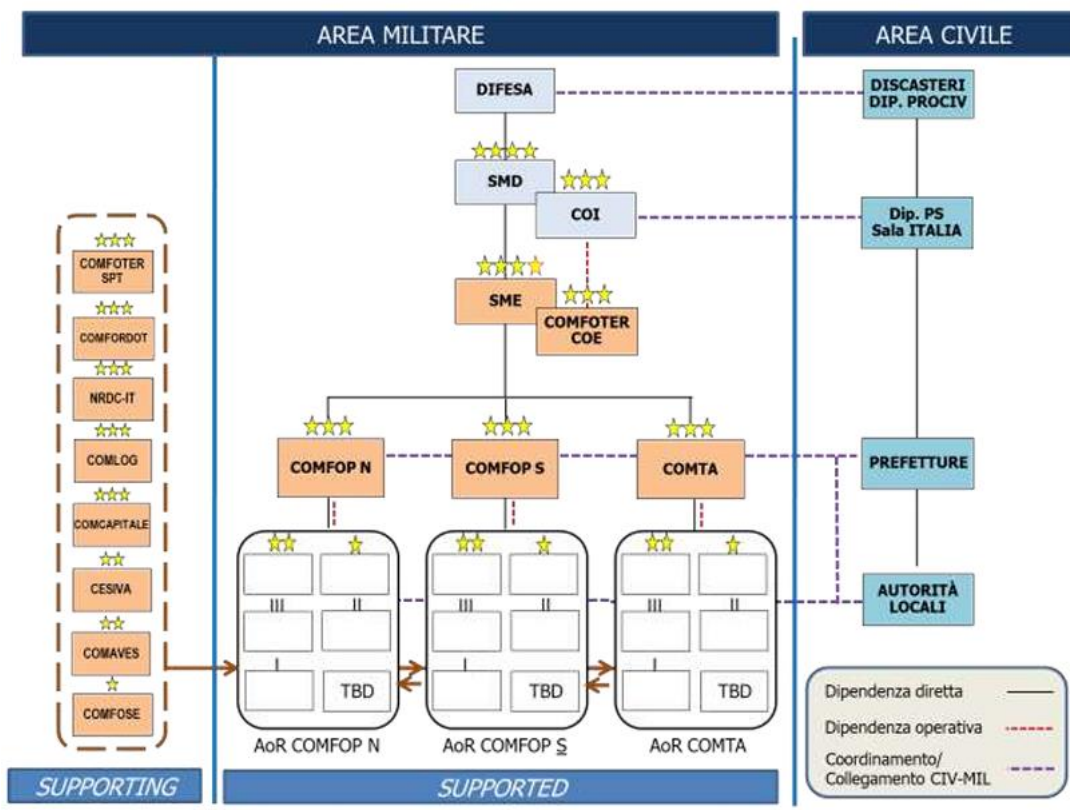 AREA MILITARE
AREA CIVILE
DIFESA
DISCASTERI
DIP. PROCIV
SMD
COI
Dip. PS
Sala ITALIA
SME
COMFOTER
COE
COMFOTER
SPT
COMFORDOT
NRDC-IT
COMLOG
COMCAPITALE
CESIVA
COMAVES
COMFOSE
COMFOP N
COMFOP S
COMTA
PREFETTURE
AUTORITÀ
LOCALI
III
II
I
TBD
III
II
I
TBD
III
II
I
TBD
AoR COMFOP N
AoR COMFOP S
AoR COMTA
Dipendenza diretta
Dipendenza operativa
Coordinamento/
Collegamento CIV-MIL
SUPPORTING
SUPPORTED